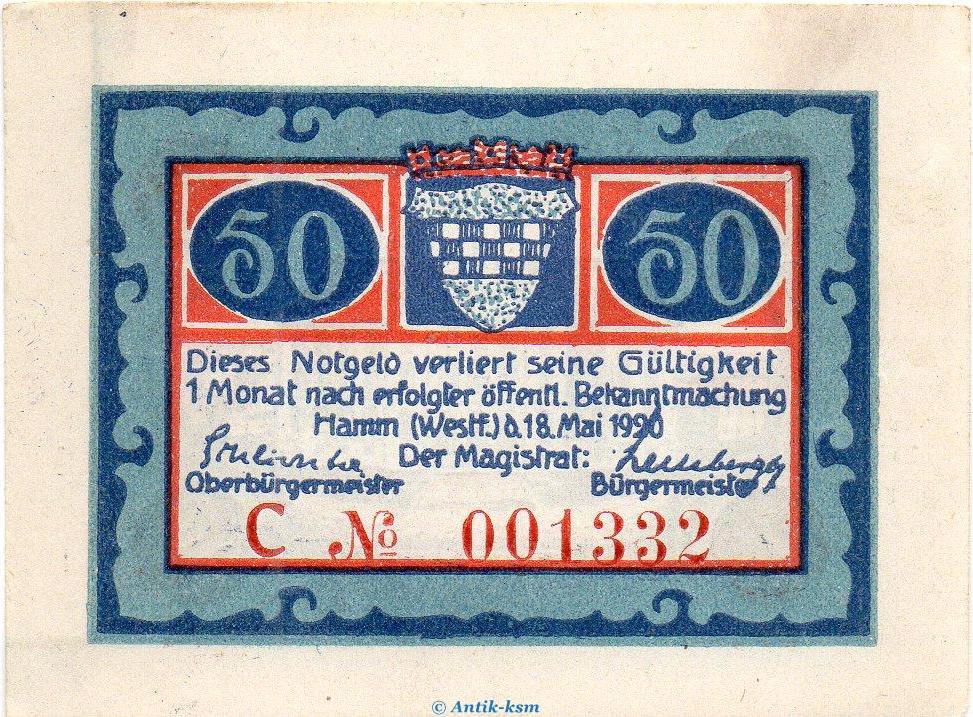 50 50
Dieses Notgeld verliert seine Gültigkeit
1 Monat nach erfolgter öffentl. Bekanntmachung
Hamm (Westf.) d. 18. Mai 1920
Der Magistrat:
Oberbürgermeister Bürgermeister
C No 001332
© Antik-ksm